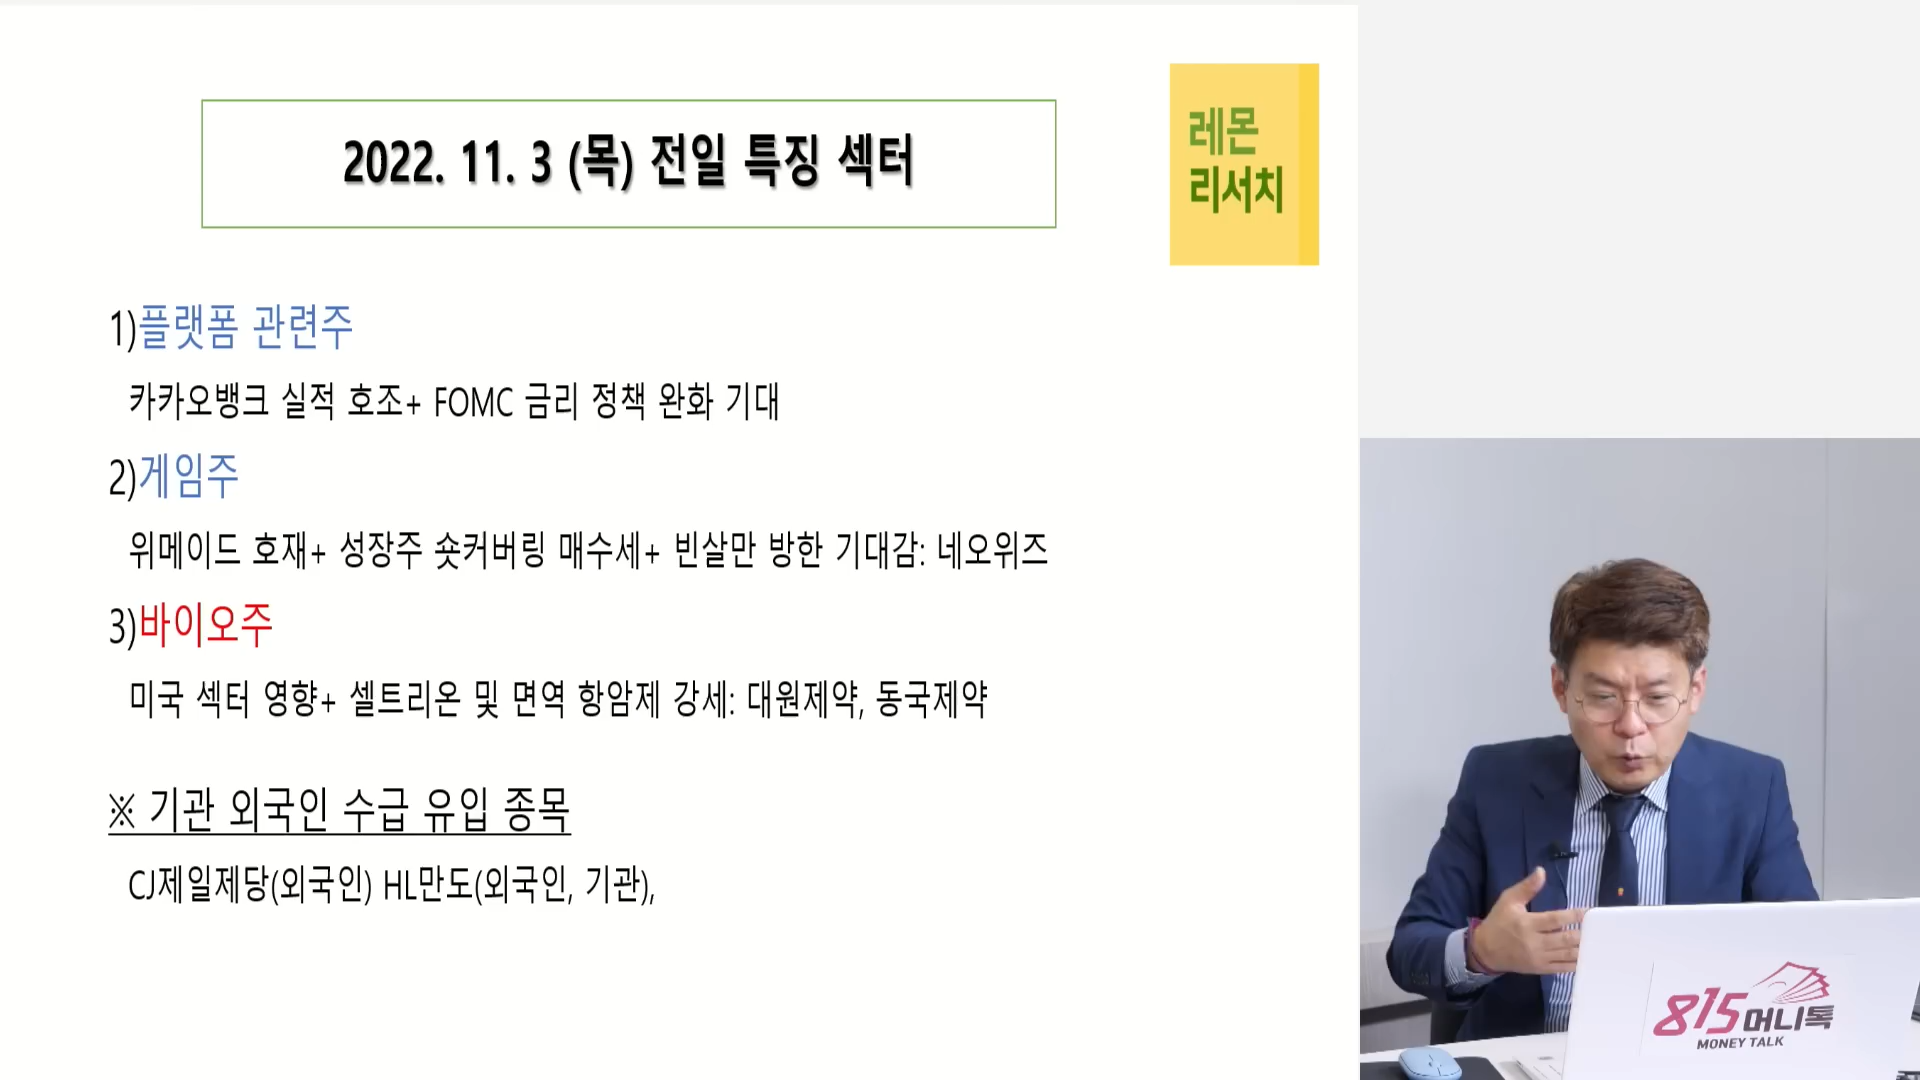 2022. 11. 3 (목) 전일 특징 섹터
레몬
리서치
1)플랫폼 관련주
카카오뱅크 실적 호조+ FOMC 금리 정책 완화 기대
2)게임주
위메이드 호재+ 성장주 숏커버링 매수세+ 빈살만 방한 기대감: 네오위즈
3)바이오주
미국 섹터 영향+ 셀트리온 및 면역 항암제 강세: 대원제약, 동국제약
※ 기관 외국인 수급 유입 종목
CJ제일제당(외국인) HL만도(외국인, 기관),
815머니톡
MONEY TALK